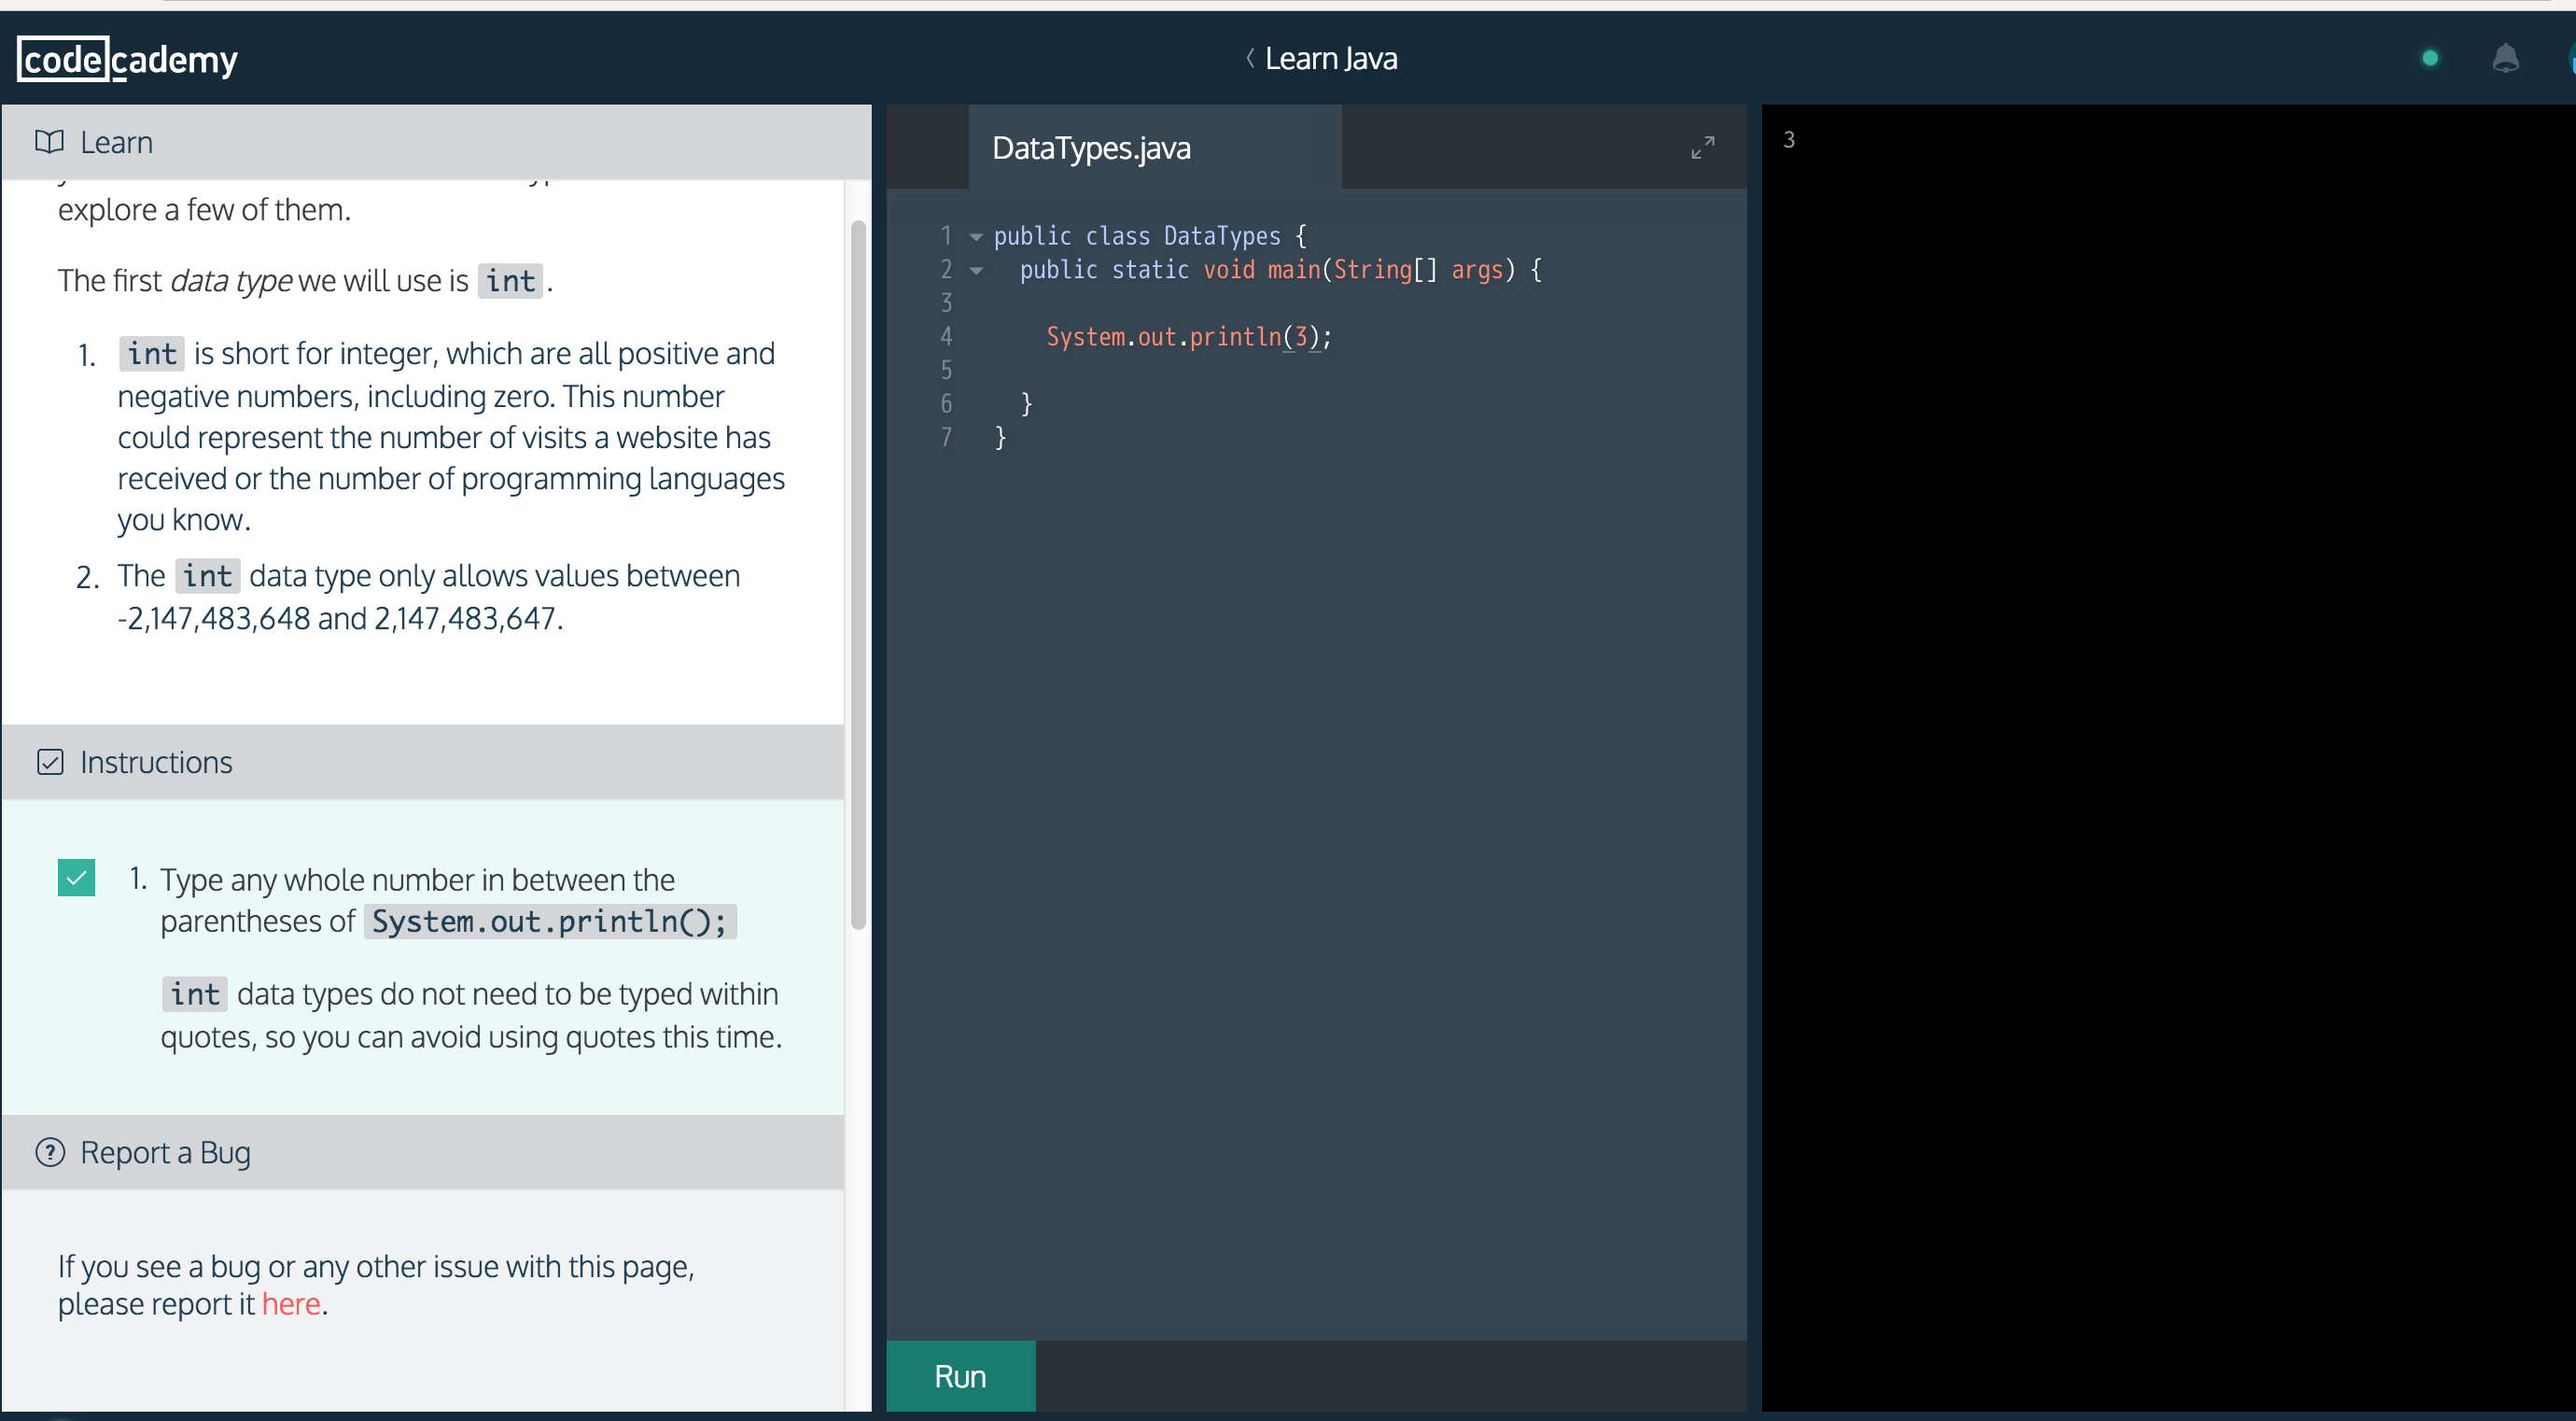 codecademy
Learn Java
Learn
explore a few of them.
The first data type we will use is int.
1. int is short for integer, which are all positive and
negative numbers, including zero. This number
could represent the number of visits a website has
received or the number of programming languages
you know.
2. The int data type only allows values between
-2,147,483,648 and 2,147,483,647.
Instructions
1. Type any whole number in between the
parentheses of System.out.println();
int data types do not need to be typed within
quotes, so you can avoid using quotes this time.
Report a Bug
If you see a bug or any other issue with this page,
please report it here.
DataTypes.java
1 public class DataTypes {
2 public static void main(String[] args) {
3
4 System.out.println(3);
5
6 }
7 }
Run
3